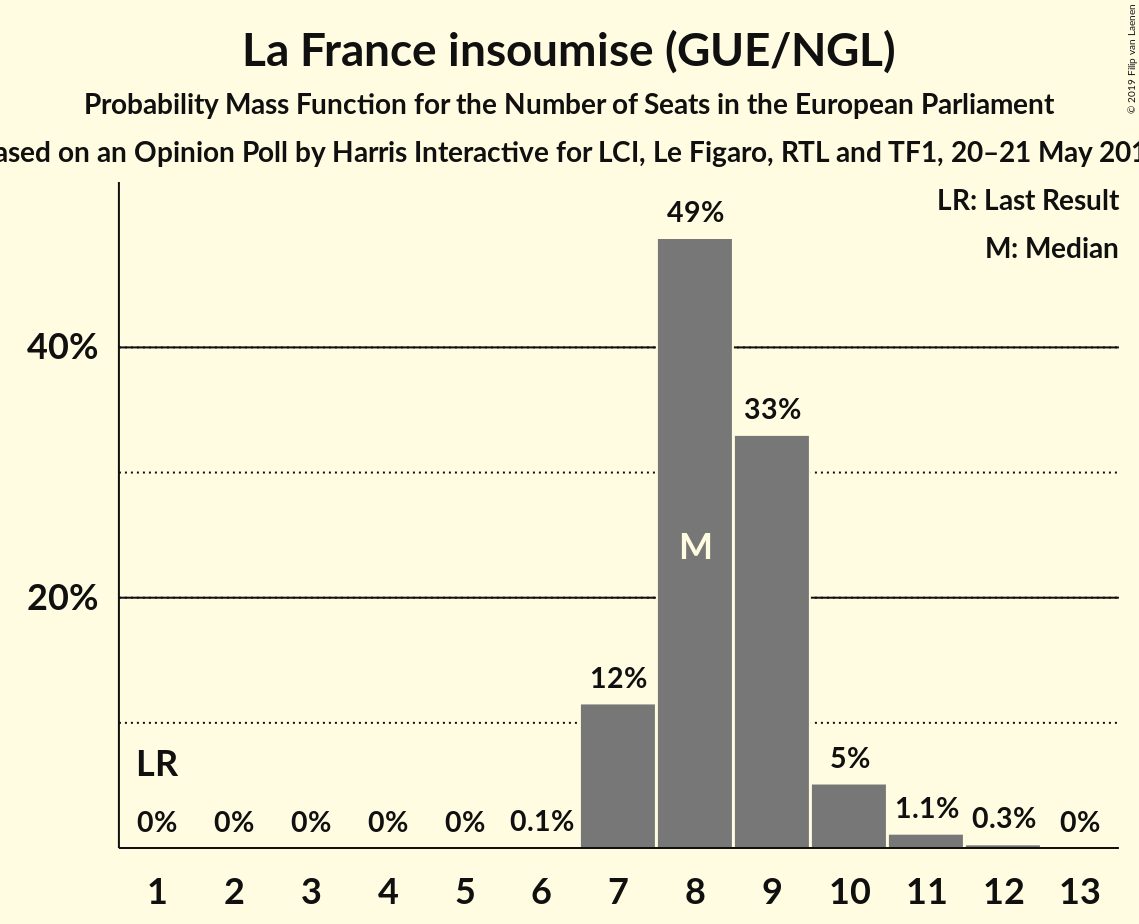 La France insoumise (GUE/NGL)
Probability Mass Function for the Number of Seats in the European Parliament
on an Opinion Poll by Harris Interactive for LCI, Le Figaro, RTL and TF1, 20–21 May
© 2019 Filip van Laenen
LR: Last Result
M: Median
49%
40%
33%
M
20%
12%
LR
5%
0% 0% 0% 0% 0% 0.1% 1.1% 0.3% 0%
1 2 3 4 5 6 7 8 9 10 11 12 13